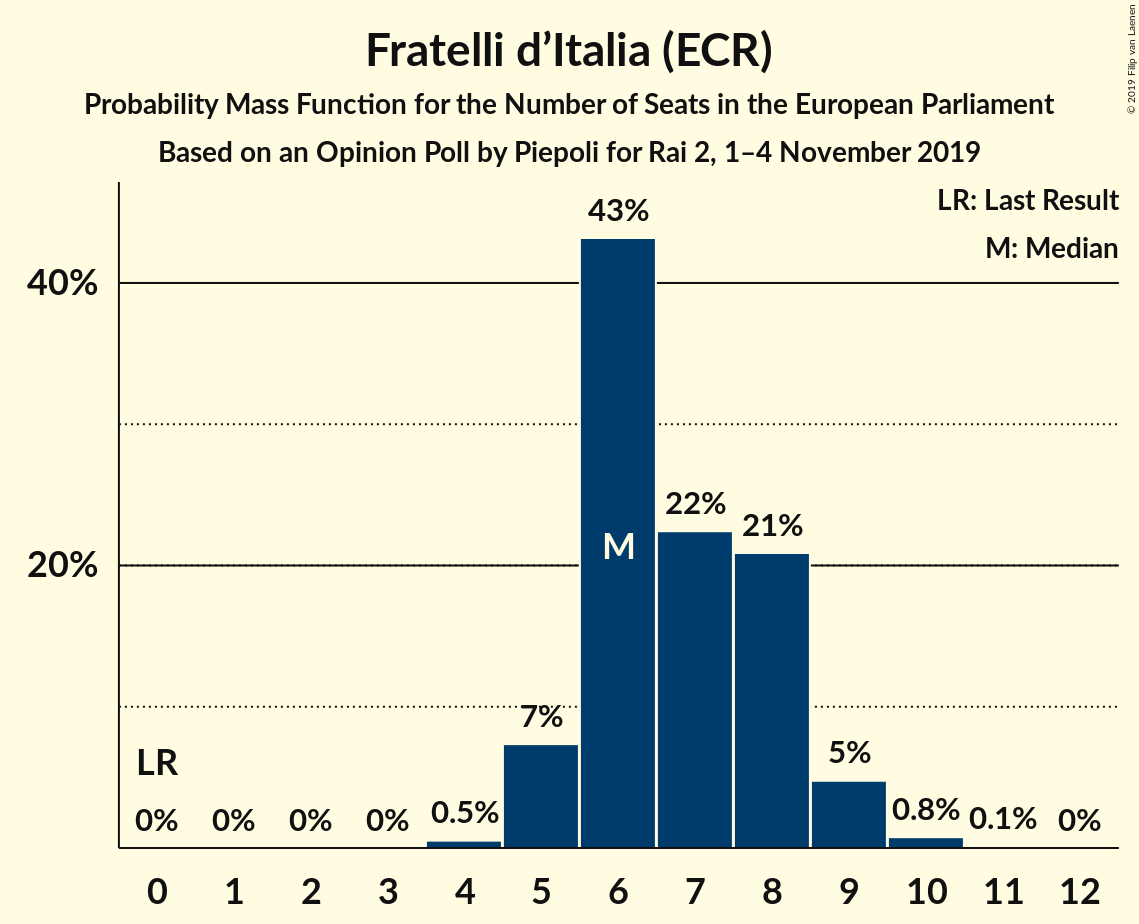 Fratelli d’Italia (ECR)
Probability Mass Function for the Number of Seats in the European Parliament
Based on an Opinion Poll by Piepoli for Rai 2, 1–4 November 2019
© 2019 Filip van Laenen
LR: Last Result
M: Median
43%
40%
22%
21%
M
20%
7%
LR
5%
0% 0% 0% 0% 0.5% 0.8% 0.1% 0%
0 1 2 3 4 5 6 7 8 9 10 11 12